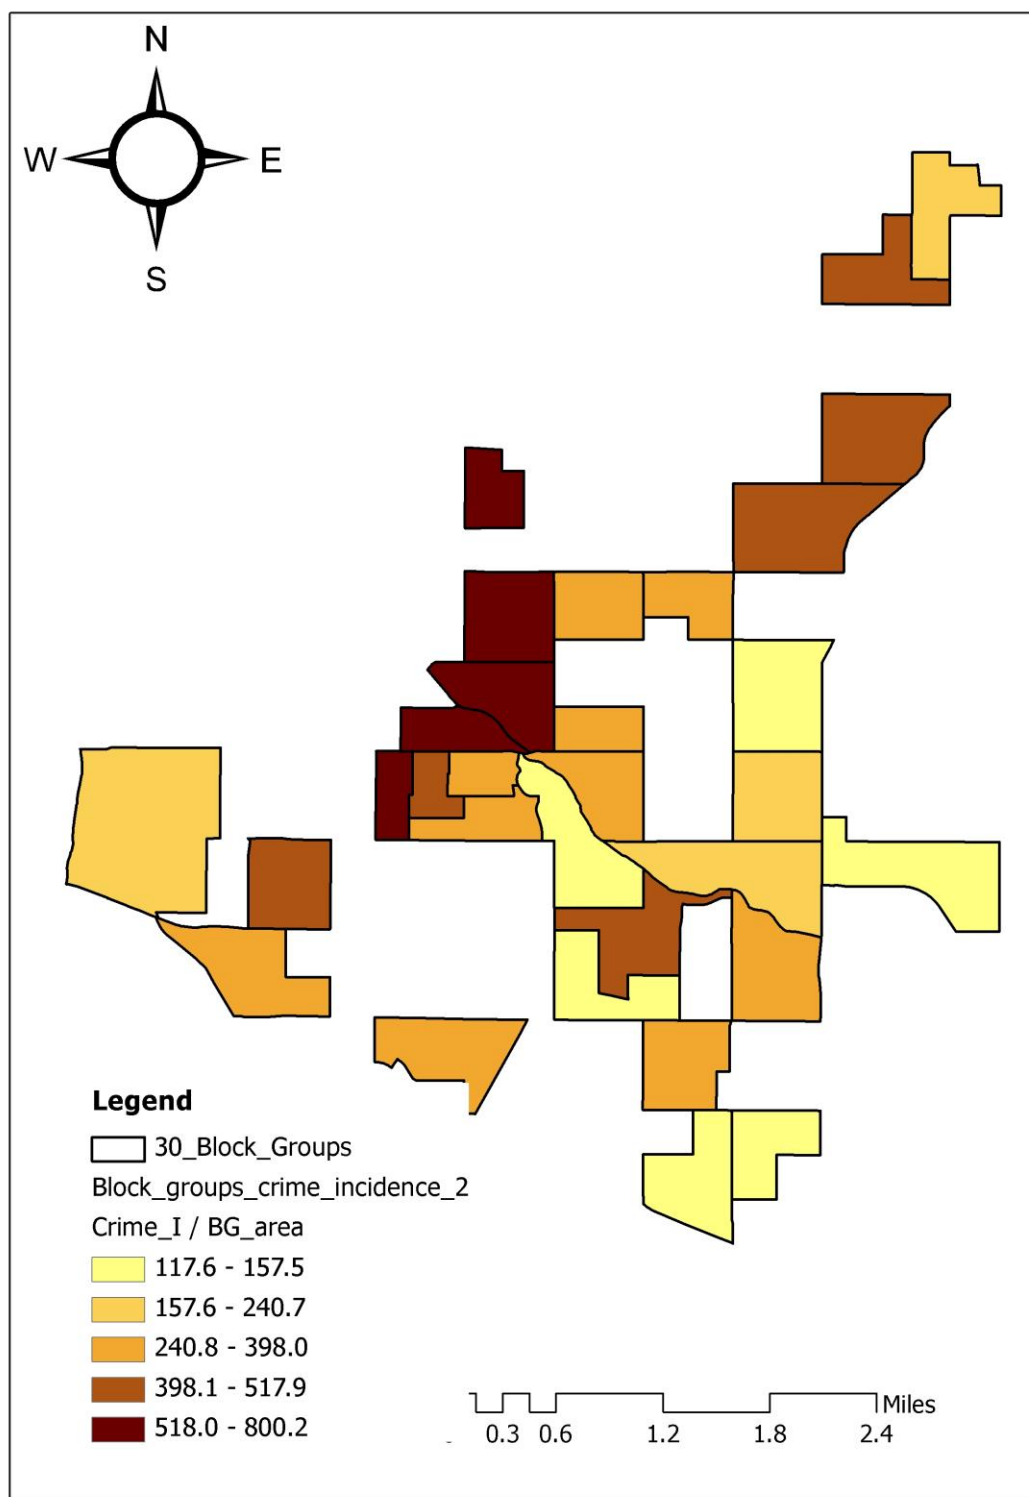 N
W E
S
Legend
30_Block_Groups
Block_groups_crime_incidence_2
Crime_I / BG_area
117.6 - 157.5
157.6 - 240.7
240.8 - 398.0
398.1 - 517.9
518.0 - 800.2
Miles
0.3 0.6 1.2 1.8 2.4